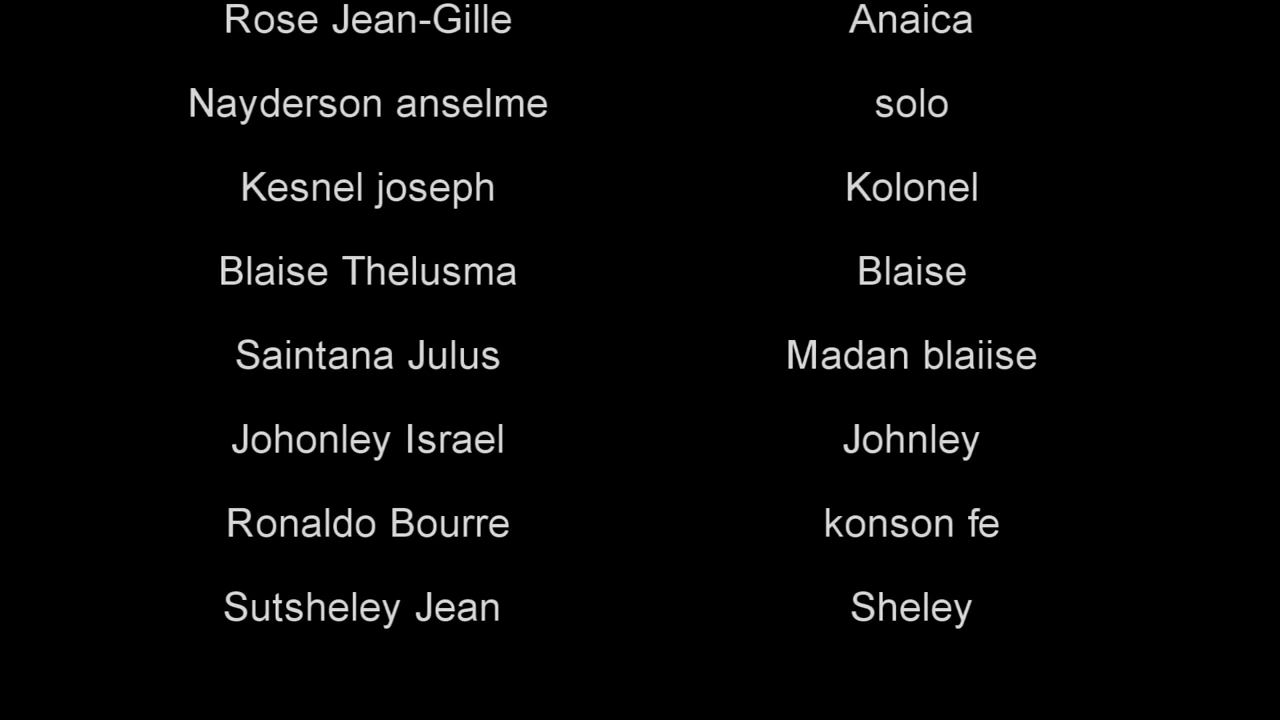 Rose Jean-Gille Anaica
Nayderson anselme solo
Kesnel joseph Kolonel
Blaise Thelusma Blaise
Saintana Julus Madan blaiise
Johonley Israel Johnley
Ronaldo Bourre konson fe
Sutsheley Jean Sheley